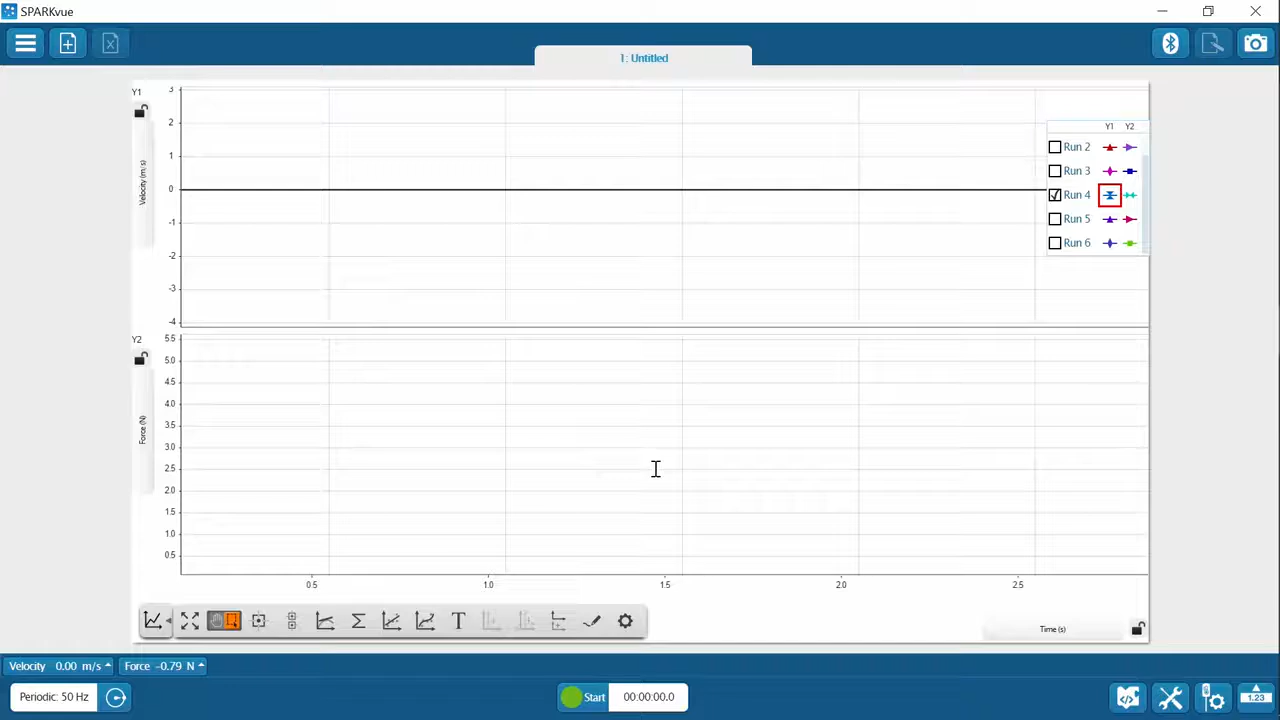 SPARKvue
1: Untitled
Y1
Velocity (m/s)
3
2
1
0
-1
-2
-3
-4
Y1 Y2
Run 2
Run 3
Run 4
Run 5
Run 6
Y2
Force (N)
5.5
5.0
4.5
4.0
3.5
3.0
2.5
2.0
1.5
1.0
0.5
0.5 1.0 1.5 2.0 2.5
T
Time (s)
Velocity 0.00 m/s Force -0.79 N
Periodic: 50 Hz Start 00:00:00.0 1.23